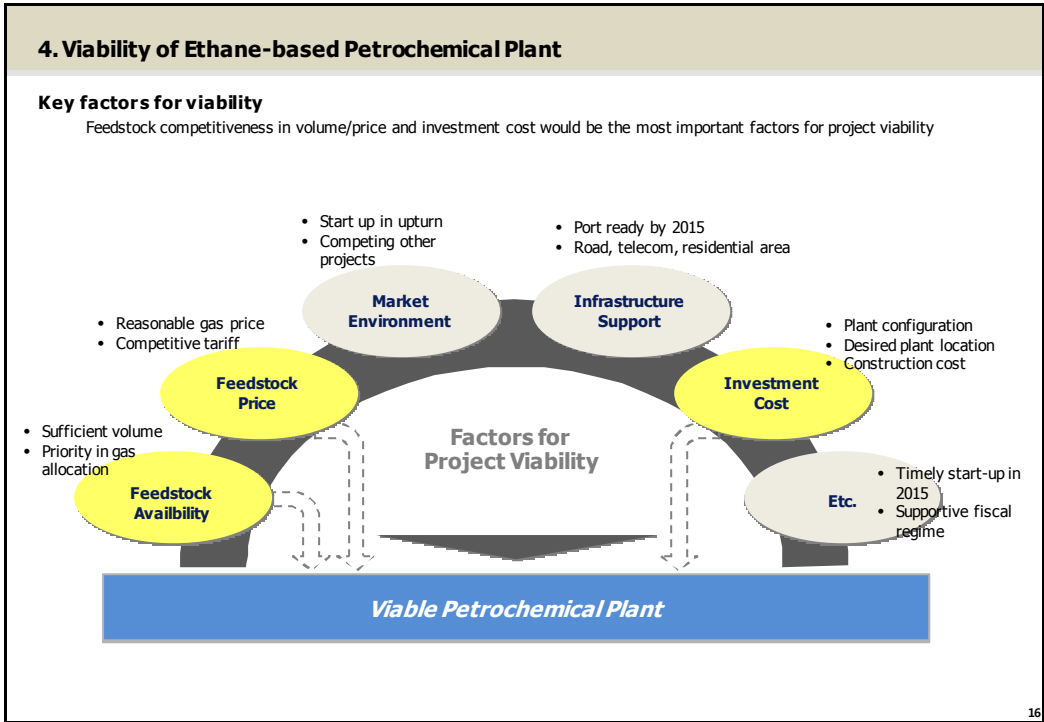 4. Viability of Ethane-based Petrochemical Plant
Key factors for viability
Feedstock competitiveness in volume/price and investment cost would be the most important factors for project viability
• Start up in upturn
• Competing other
projects
• Port ready by 2015
• Road, telecom, residential area
Market
Environment
Infrastructure
Support
• Reasonable gas price
• Competitive tariff
• Plant configuration
• Desired plant location
• Construction cost
Feedstock
Price
Investment
Cost
• Sufficient volume
• Priority in gas
allocation
Factors for
Project Viability
Feedstock
Availbility
Etc.
• Timely start-up in
2015
• Supportive fiscal
regime
Viable Petrochemical Plant
16